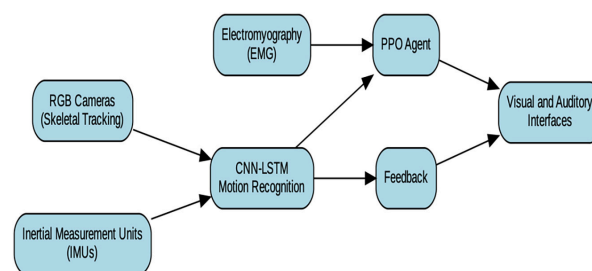 Electromyography
(EMG)
PPO Agent
RGB Cameras
(Skeletal Tracking)
Visual and Auditory
Interfaces
CNN-LSTM
Motion Recognition
Feedback
Inertial Measurement Units
(IMUs)